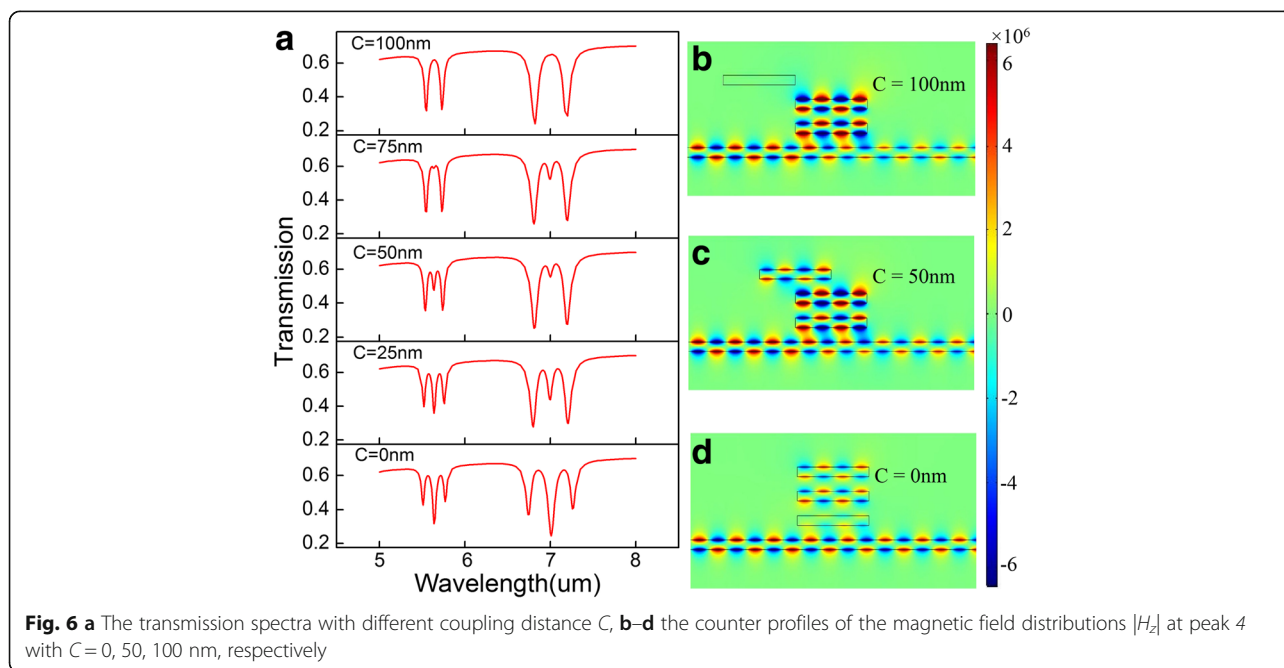 a
C=100nm
0.6
0.4
0.2
C=75nm
0.6
0.4
0.2
C=50nm
0.6
0.4
0.2
C=25nm
0.6
0.4
0.2
C=0nm
0.6
0.4
0.2
5 6 7 8
Transmission
Wavelength(um)
b
C = 100nm
c
C = 50nm
d
C = 0nm
×10⁶
6
4
2
0
-2
-4
-6
Fig. 6 a The transmission spectra with different coupling distance C, b–d the counter profiles of the magnetic field distributions |Hz| at peak 4
with C = 0, 50, 100 nm, respectively